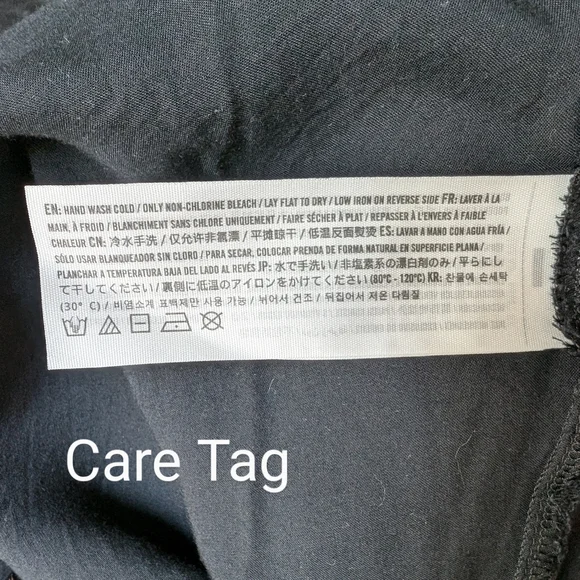 EN: HAND WASH COLD / ONLY NON-CHLORINE BLEACH / LAY FLAT TO DRY / LOW IRON ON REVERSE SIDE FR: LAVER À LA
MAIN, À FROID / BLANCHIMENT SANS CHLORE UNIQUEMENT / FAIRE SÉCHER À PLAT / REPASSER À L'ENVERS À FAIBLE
CHALEUR CN: 冷水手洗 / 仅允许非氯漂 / 平摊晾干 / 低温反面熨烫 ES: LAVAR A MANO CON AGUA FRÍA /
SÓLO USAR BLANQUEADOR SIN CLORO / PARA SECAR, COLOCAR PRENDA DE FORMA NATURAL EN SUPERFICIE PLANA /
PLANCHAR A TEMPERATURA BAJA DEL LADO AL REVÉS JP: 水で手洗い / 非塩素系の漂白剤のみ / 平らにし
て干してください / 裏側に低温のアイロンをかけてください (80°C - 120°C) KR: 찬물에 손세탁
(30° C) / 비염소계 표백제만 사용 가능 / 뉘어서 건조 / 뒤집어서 저온 다림질
Care Tag